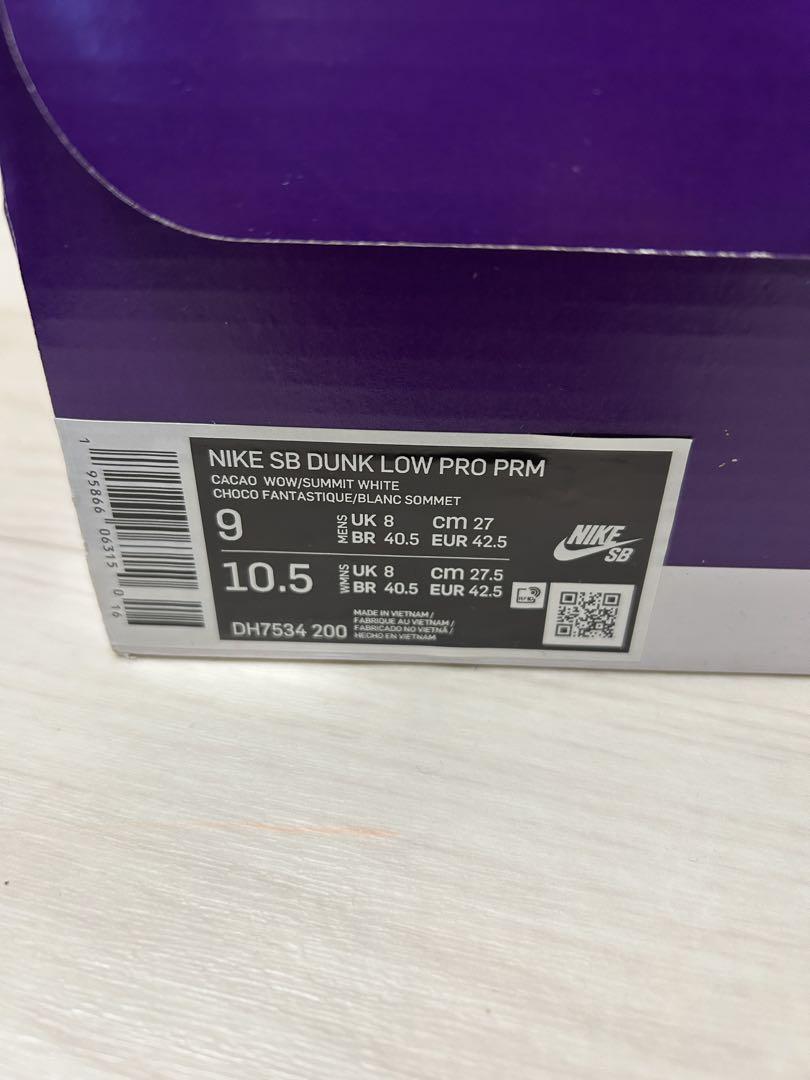 NIKE SB DUNK LOW PRO PRM
CACAO WOW/SUMMIT WHITE
CHOCO FANTASTIQUE/BLANC SOMMET
9 MENS UK 8 cm 27
BR 40.5 EUR 42.5
10.5 WMNS UK 8 cm 27.5
BR 40.5 EUR 42.5
DH7534 200
MADE IN VIETNAM /
FABRIQUE AU VIETNAM /
FABRICADO NO VIETNÃ /
HECHO EN VIETNAM
NIKE
SB
1 95866 06315 0 16